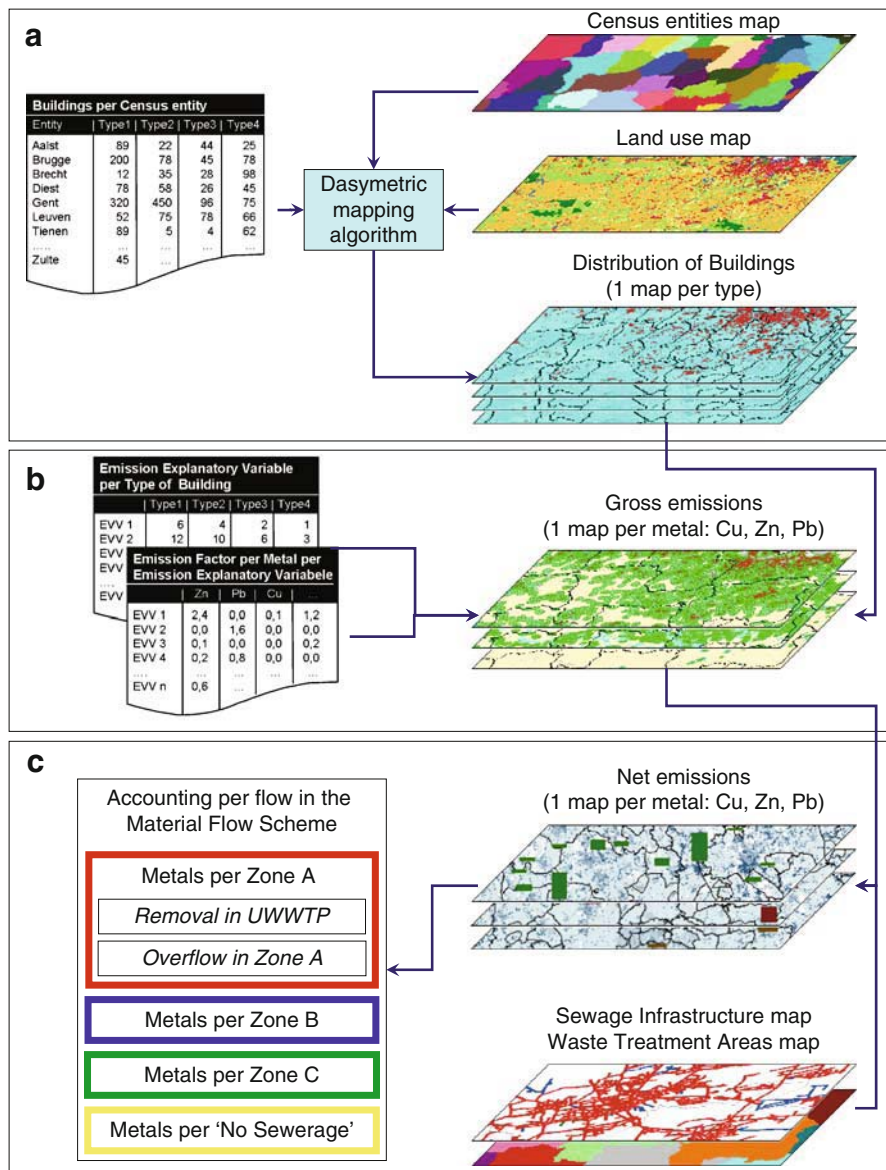 a
Census entities map
Buildings per Census entity
Entity | Type1 | Type2 | Type3 | Type4
Aalst 89 22 44 25
Brugge 200 78 45 78
Brecht 12 35 28 98
Diest 78 58 26 45
Gent 320 450 96 75
Leuven 52 75 78 66
Tienen 89 5 4 62
..... ... ... ... ...
Zulte 45 ...
Land use map
Dasymetric
mapping
algorithm
Distribution of Buildings
(1 map per type)
b
Emission Explanatory Variable
per Type of Building
| Type1 | Type2 | Type3 | Type4
EVV 1 6 4 2 1
EVV 2 12 10 6 3
EVV
EVV
....
EVV
Emission Factor per Metal per
Emission Explanatory Variabele
| Zn | Pb | Cu | ...
EVV 1 2,4 0,0 0,1 1,2
EVV 2 0,0 1,6 0,0 0,0
EVV 3 0,1 0,0 0,0 0,2
EVV 4 0,2 0,8 0,0 0,0
.... ... ... ... ...
EVV n 0,6 ...
Gross emissions
(1 map per metal: Cu, Zn, Pb)
c
Accounting per flow in the
Material Flow Scheme
Metals per Zone A
Removal in UWWTP
Overflow in Zone A
Metals per Zone B
Metals per Zone C
Metals per ‘No Sewerage’
Net emissions
(1 map per metal: Cu, Zn, Pb)
Sewage Infrastructure map
Waste Treatment Areas map